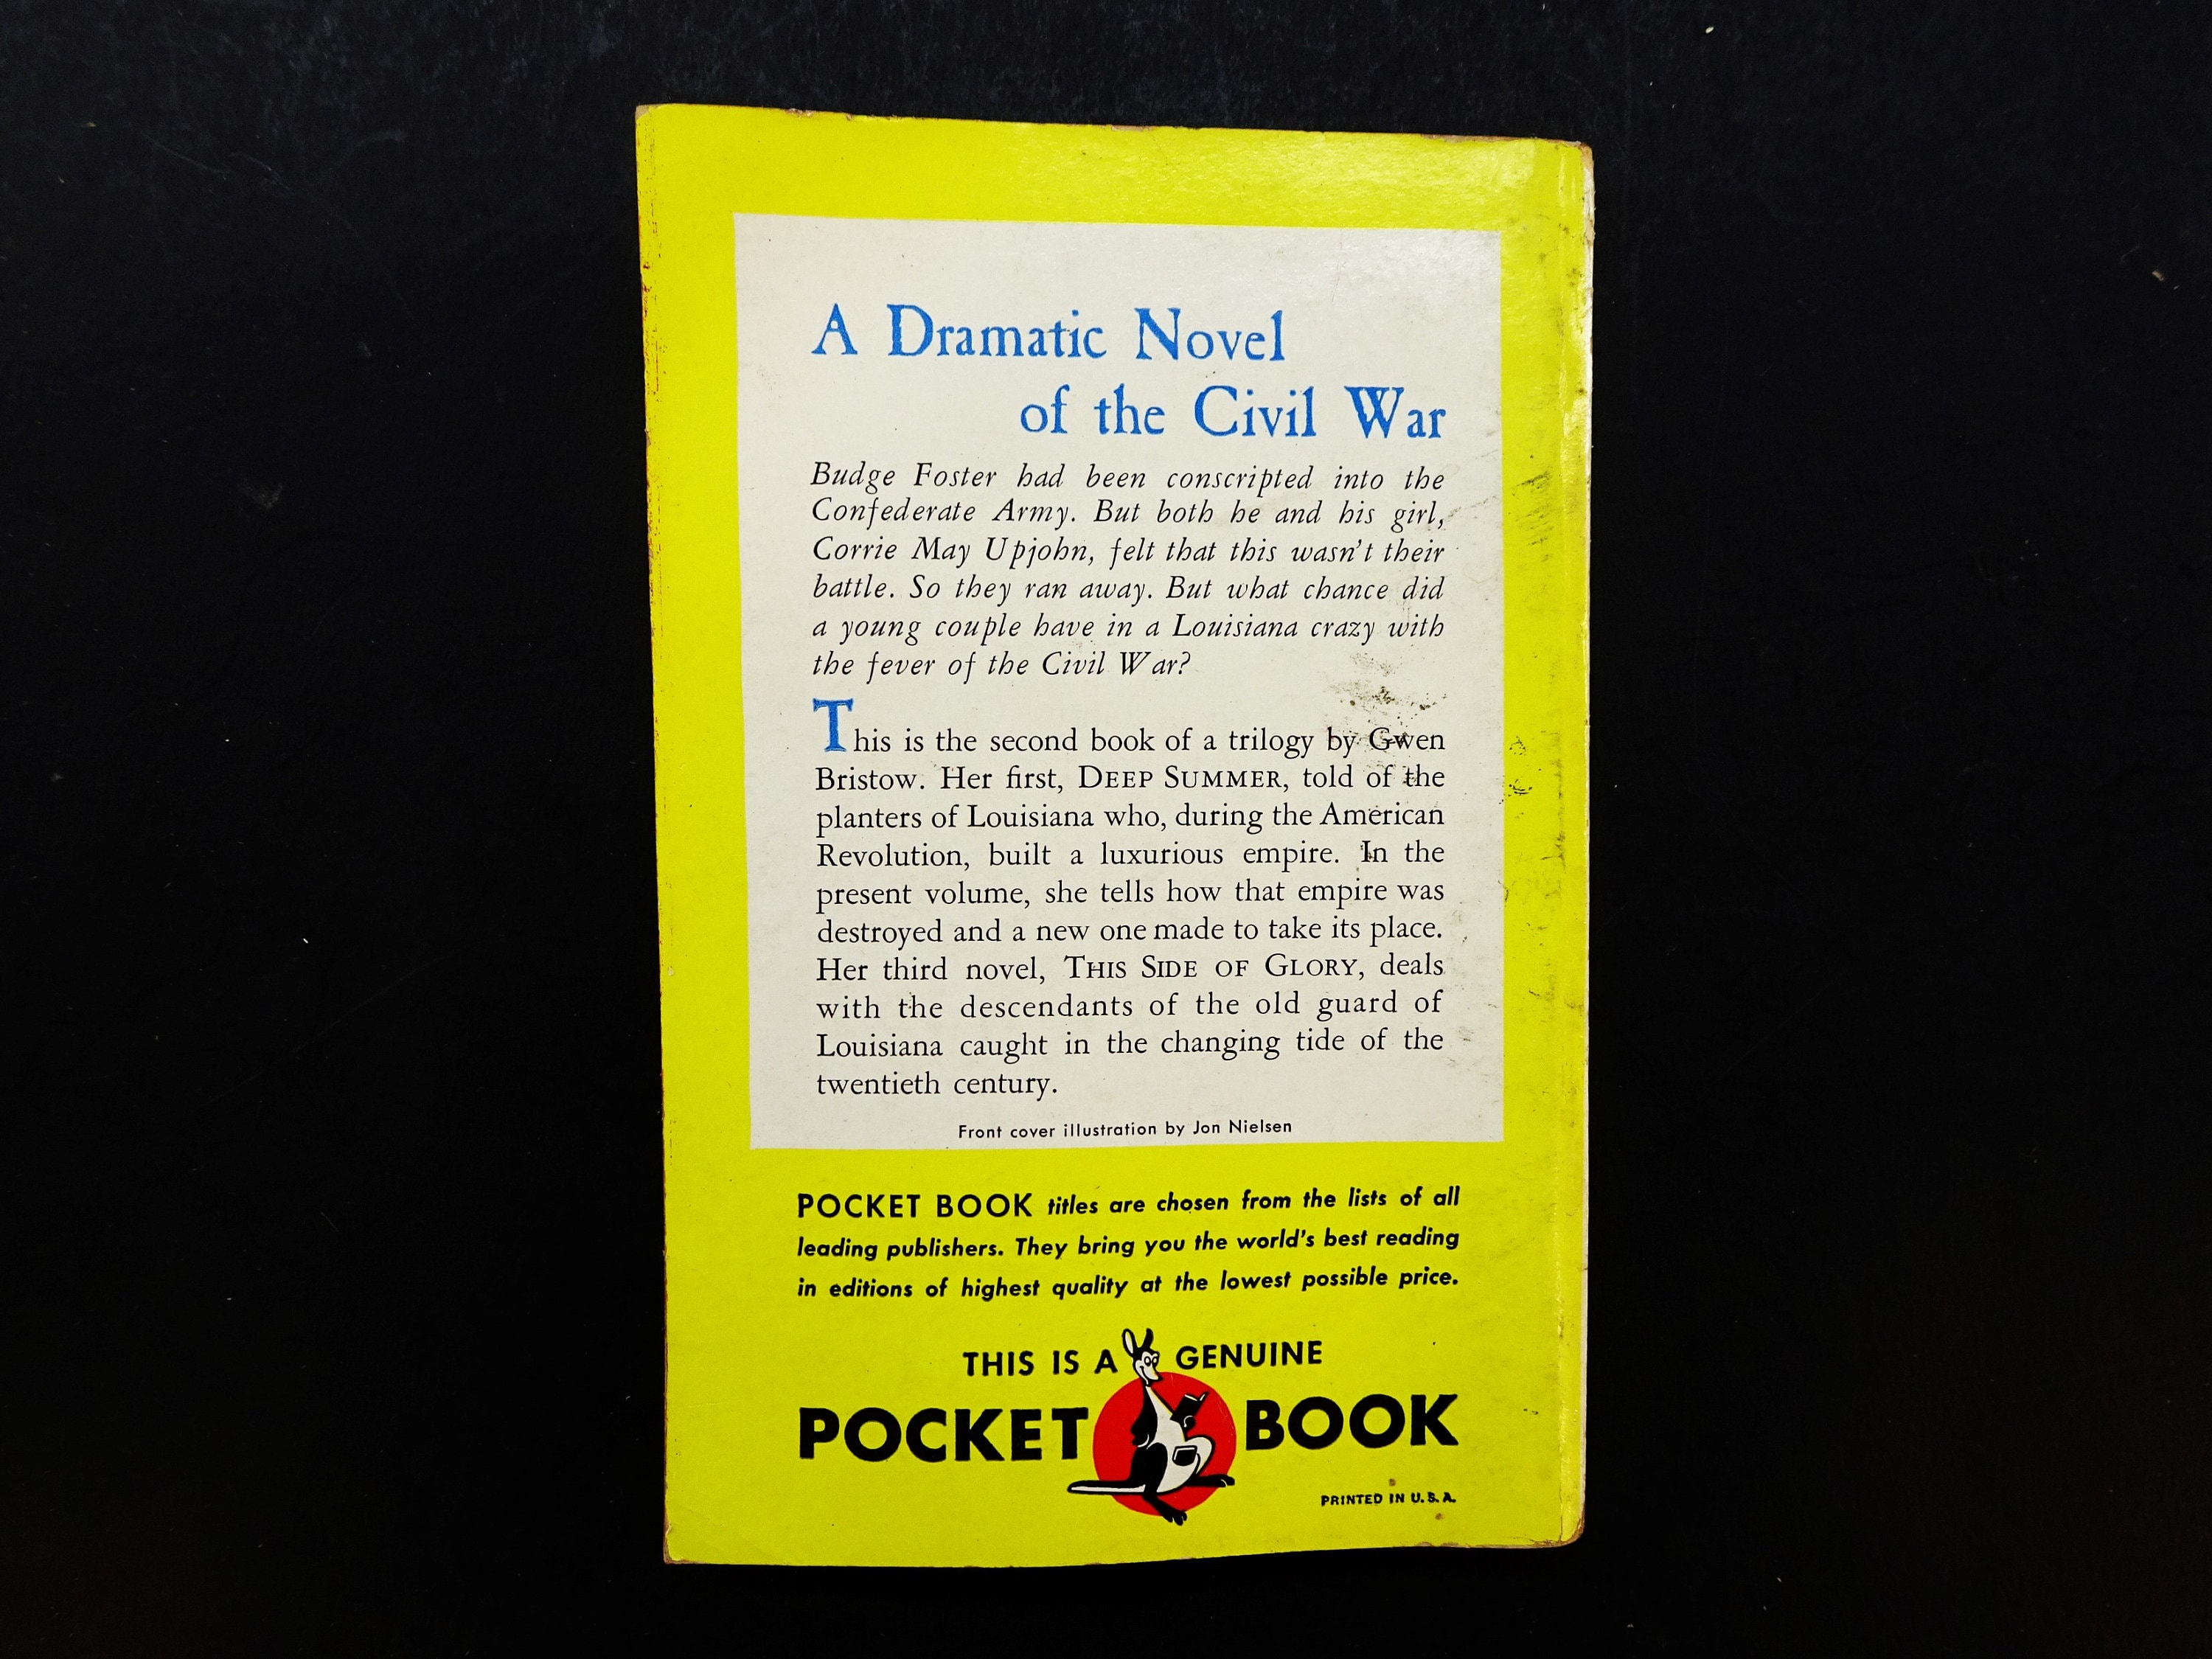 A Dramatic Novel
of the Civil War
Budge Foster had been conscripted into the
Confederate Army. But both he and his girl,
Corrie May Upjohn, felt that this wasn't their
battle. So they ran away. But what chance did
a young couple have in a Louisiana crazy with
the fever of the Civil War?
This is the second book of a trilogy by Gwen
Bristow. Her first, DEEP SUMMER, told of the
planters of Louisiana who, during the American
Revolution, built a luxurious empire. In the
present volume, she tells how that empire was
destroyed and a new one made to take its place.
Her third novel, THIS SIDE OF GLORY, deals
with the descendants of the old guard of
Louisiana caught in the changing tide of the
twentieth century.
Front cover illustration by Jon Nielsen
POCKET BOOK titles are chosen from the lists of all
leading publishers. They bring you the world's best reading
in editions of highest quality at the lowest possible price.
THIS IS A GENUINE
POCKET BOOK
PRINTED IN U.S.A.